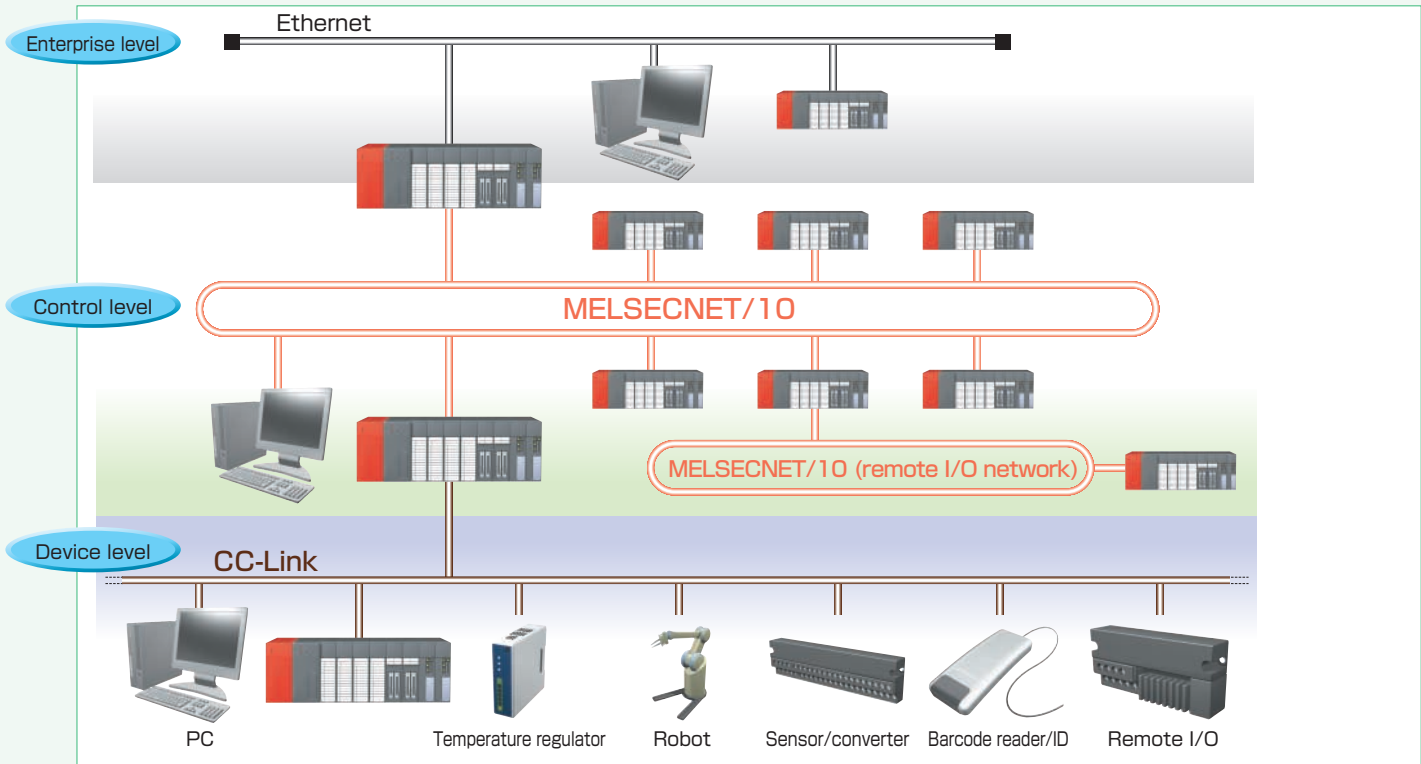 Ethernet
Enterprise level
Control level
MELSECNET/10
MELSECNET/10 (remote I/O network)
Device level
CC-Link
PC
Temperature regulator
Robot
Sensor/converter
Barcode reader/ID
Remote I/O